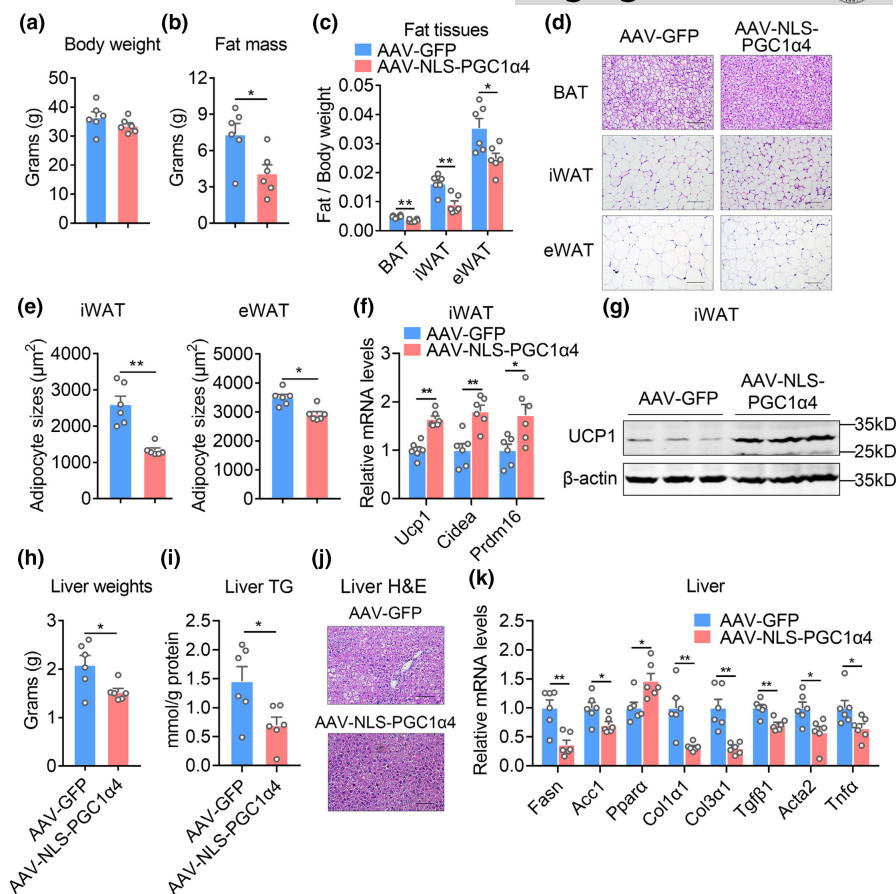 (a)
Body weight
Grams (g)
50
40
30
20
10
0
(b)
Fat mass
Grams (g)
12
9
6
3
0
*
(c)
Fat tissues
AAV-GFP
AAV-NLS-PGC1α4
Fat / Body weight
0.05
0.04
0.03
0.02
0.01
0.00
**
**
*
BAT
iWAT
eWAT
(d)
AAV-GFP
AAV-NLS-
PGC1α4
BAT
iWAT
eWAT
(e)
iWAT
Adipocyte sizes (μm²)
4000
3000
2000
1000
0
**
eWAT
Adipocyte sizes (μm²)
5000
4000
3000
2000
1000
0
*
(f)
iWAT
AAV-GFP
AAV-NLS-PGC1α4
Relative mRNA levels
3
2
1
0
**
**
*
Ucp1
Cidea
Prdm16
(g)
iWAT
AAV-GFP
AAV-NLS-
PGC1α4
UCP1
35kD
25kD
β-actin
35kD
(h)
Liver weights
Grams (g)
3
2
1
0
*
AAV-GFP
AAV-NLS-PGC1α4
(i)
Liver TG
mmol/g protein
2.5
2.0
1.5
1.0
0.5
0.0
*
AAV-GFP
AAV-NLS-PGC1α4
(j)
Liver H&E
AAV-GFP
AAV-NLS-PGC1α4
(k)
Liver
AAV-GFP
AAV-NLS-PGC1α4
Relative mRNA levels
2.5
2.0
1.5
1.0
0.5
0.0
**
*
*
**
**
**
*
*
Fasn
Acc1
Pparα
Col1α1
Col3α1
Tgfβ1
Acta2
Tnfα